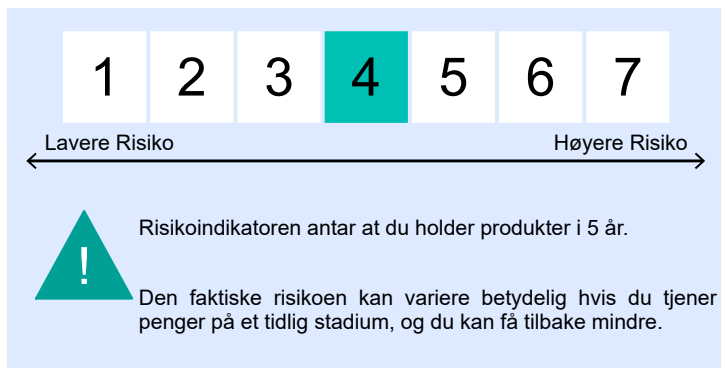 1 2 3 4 5 6 7
Lavere Risiko Høyere Risiko
Risikoindikatoren antar at du holder produkter i 5 år.
!
Den faktiske risikoen kan variere betydelig hvis du tjener
penger på et tidlig stadium, og du kan få tilbake mindre.